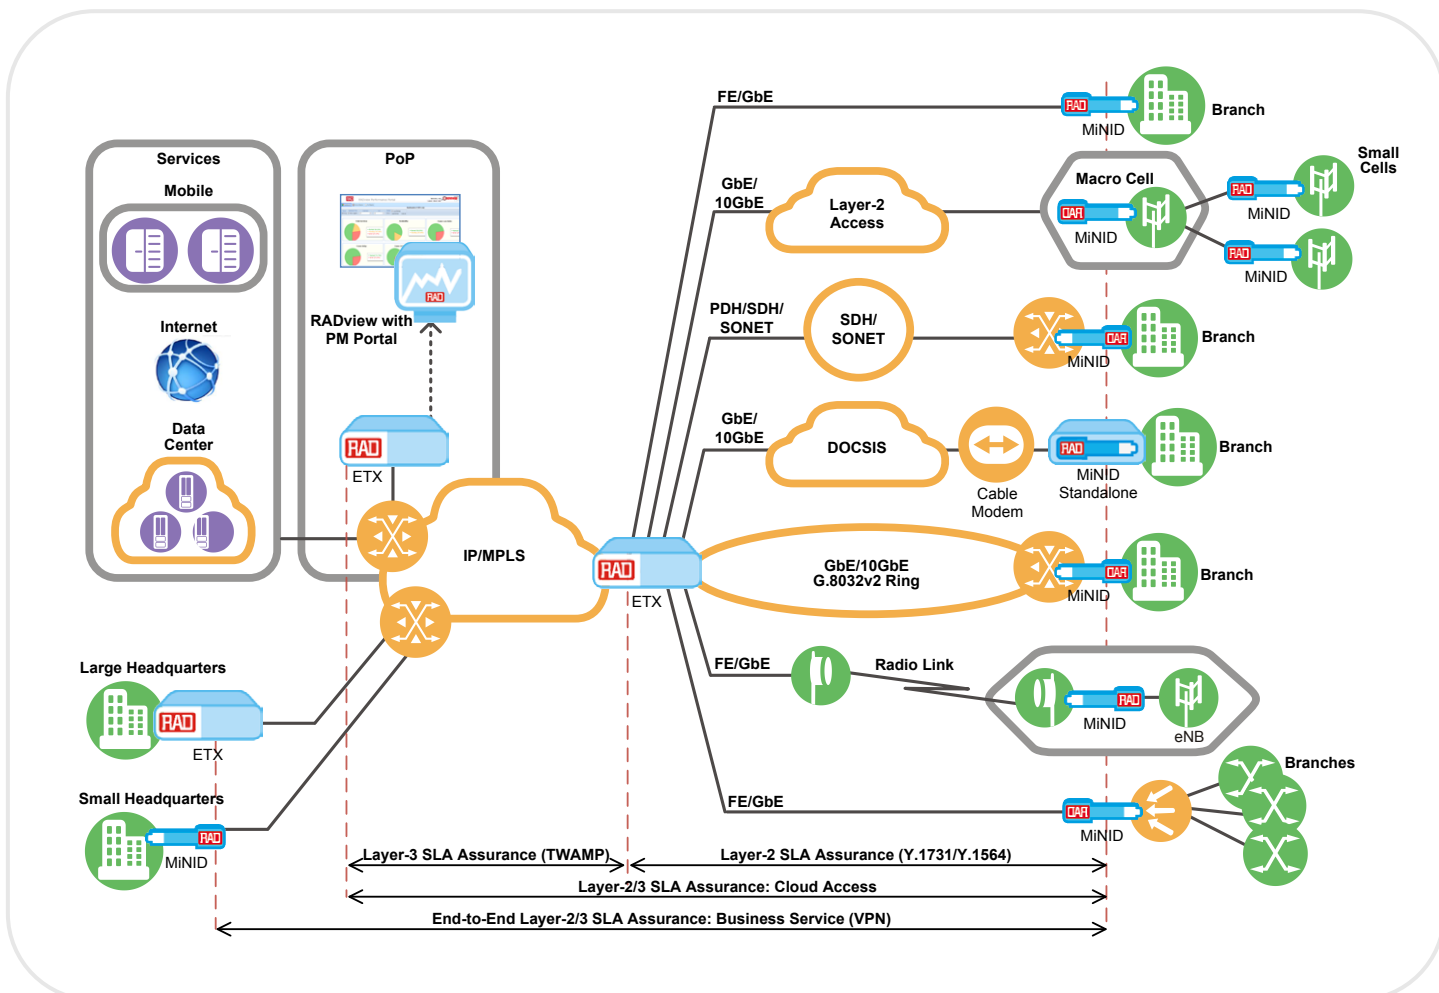 FE/GbE
RAD
MiNID
Branch
Services
Mobile
PoP
GbE/
10GbE
Layer-2
Access
Macro Cell
RAD
MiNID
Small
Cells
RAD
MiNID
RAD
MiNID
RAD
RADview with
PM Portal
Internet
PDH/SDH/
SONET
SDH/
SONET
RAD
MiNID
Branch
Data
Center
RAD
ETX
GbE/
10GbE
DOCSIS
Cable
Modem
RAD
MiNID
Standalone
Branch
IP/MPLS
RAD
ETX
GbE/10GbE
G.8032v2 Ring
RAD
MiNID
Branch
Large Headquarters
RAD
ETX
FE/GbE
Radio Link
RAD
MiNID
eNB
Small Headquarters
RAD
MiNID
FE/GbE
RAD
MiNID
Branches
Layer-3 SLA Assurance (TWAMP)
Layer-2 SLA Assurance (Y.1731/Y.1564)
Layer-2/3 SLA Assurance: Cloud Access
End-to-End Layer-2/3 SLA Assurance: Business Service (VPN)